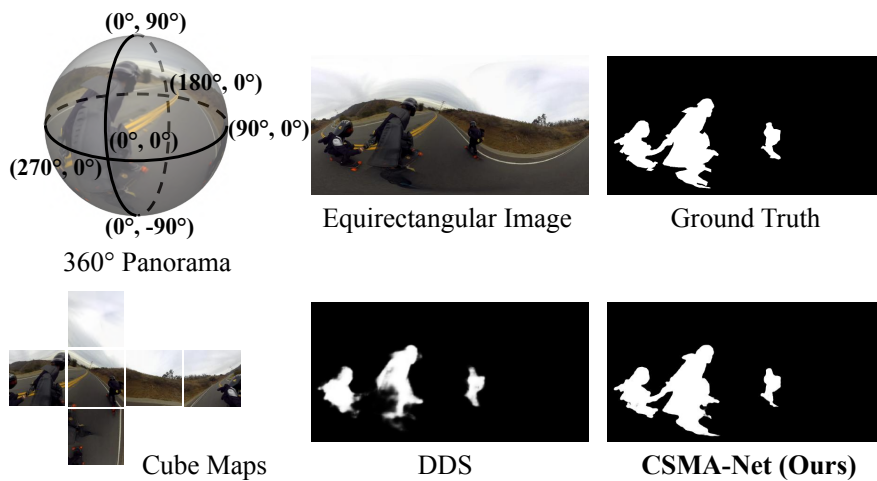 (0°, 90°)
(180°, 0°)
(0°, 0°)
(90°, 0°)
(270°, 0°)
(0°, -90°)
360° Panorama
Equirectangular Image
Ground Truth
Cube Maps
DDS
CSMA-Net (Ours)